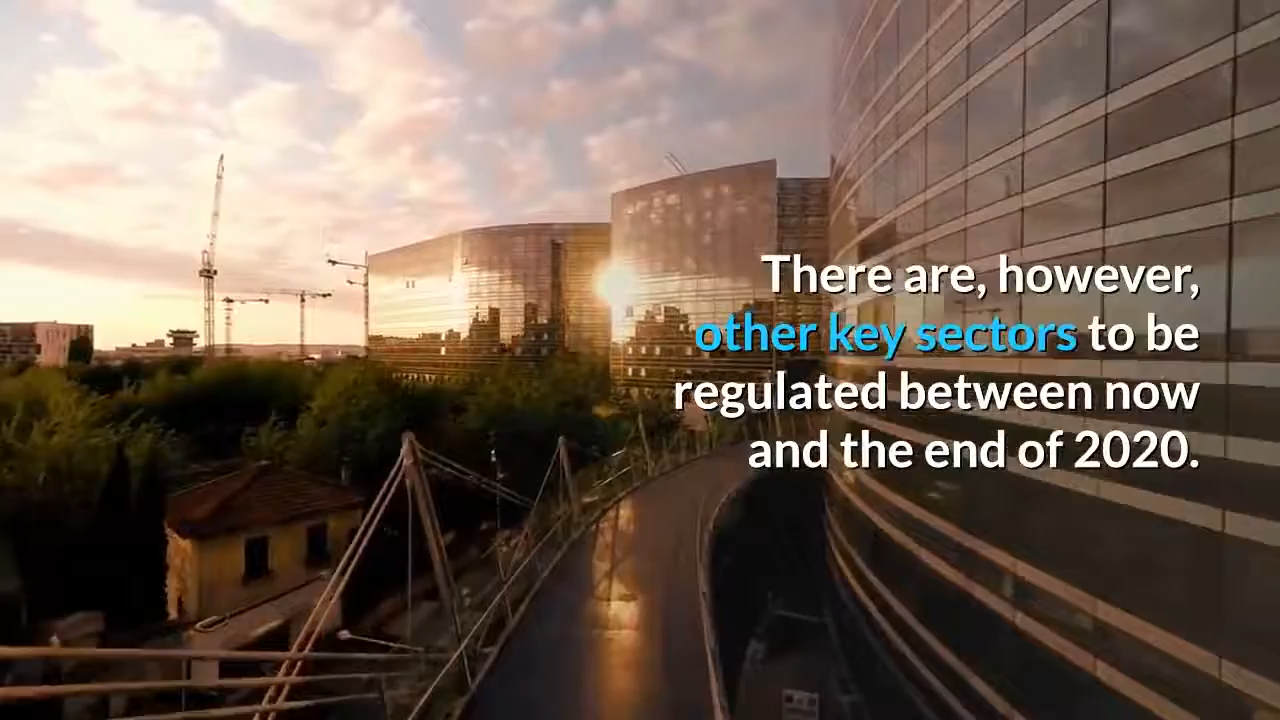 There are, however,
other key sectors to be
regulated between now
and the end of 2020.